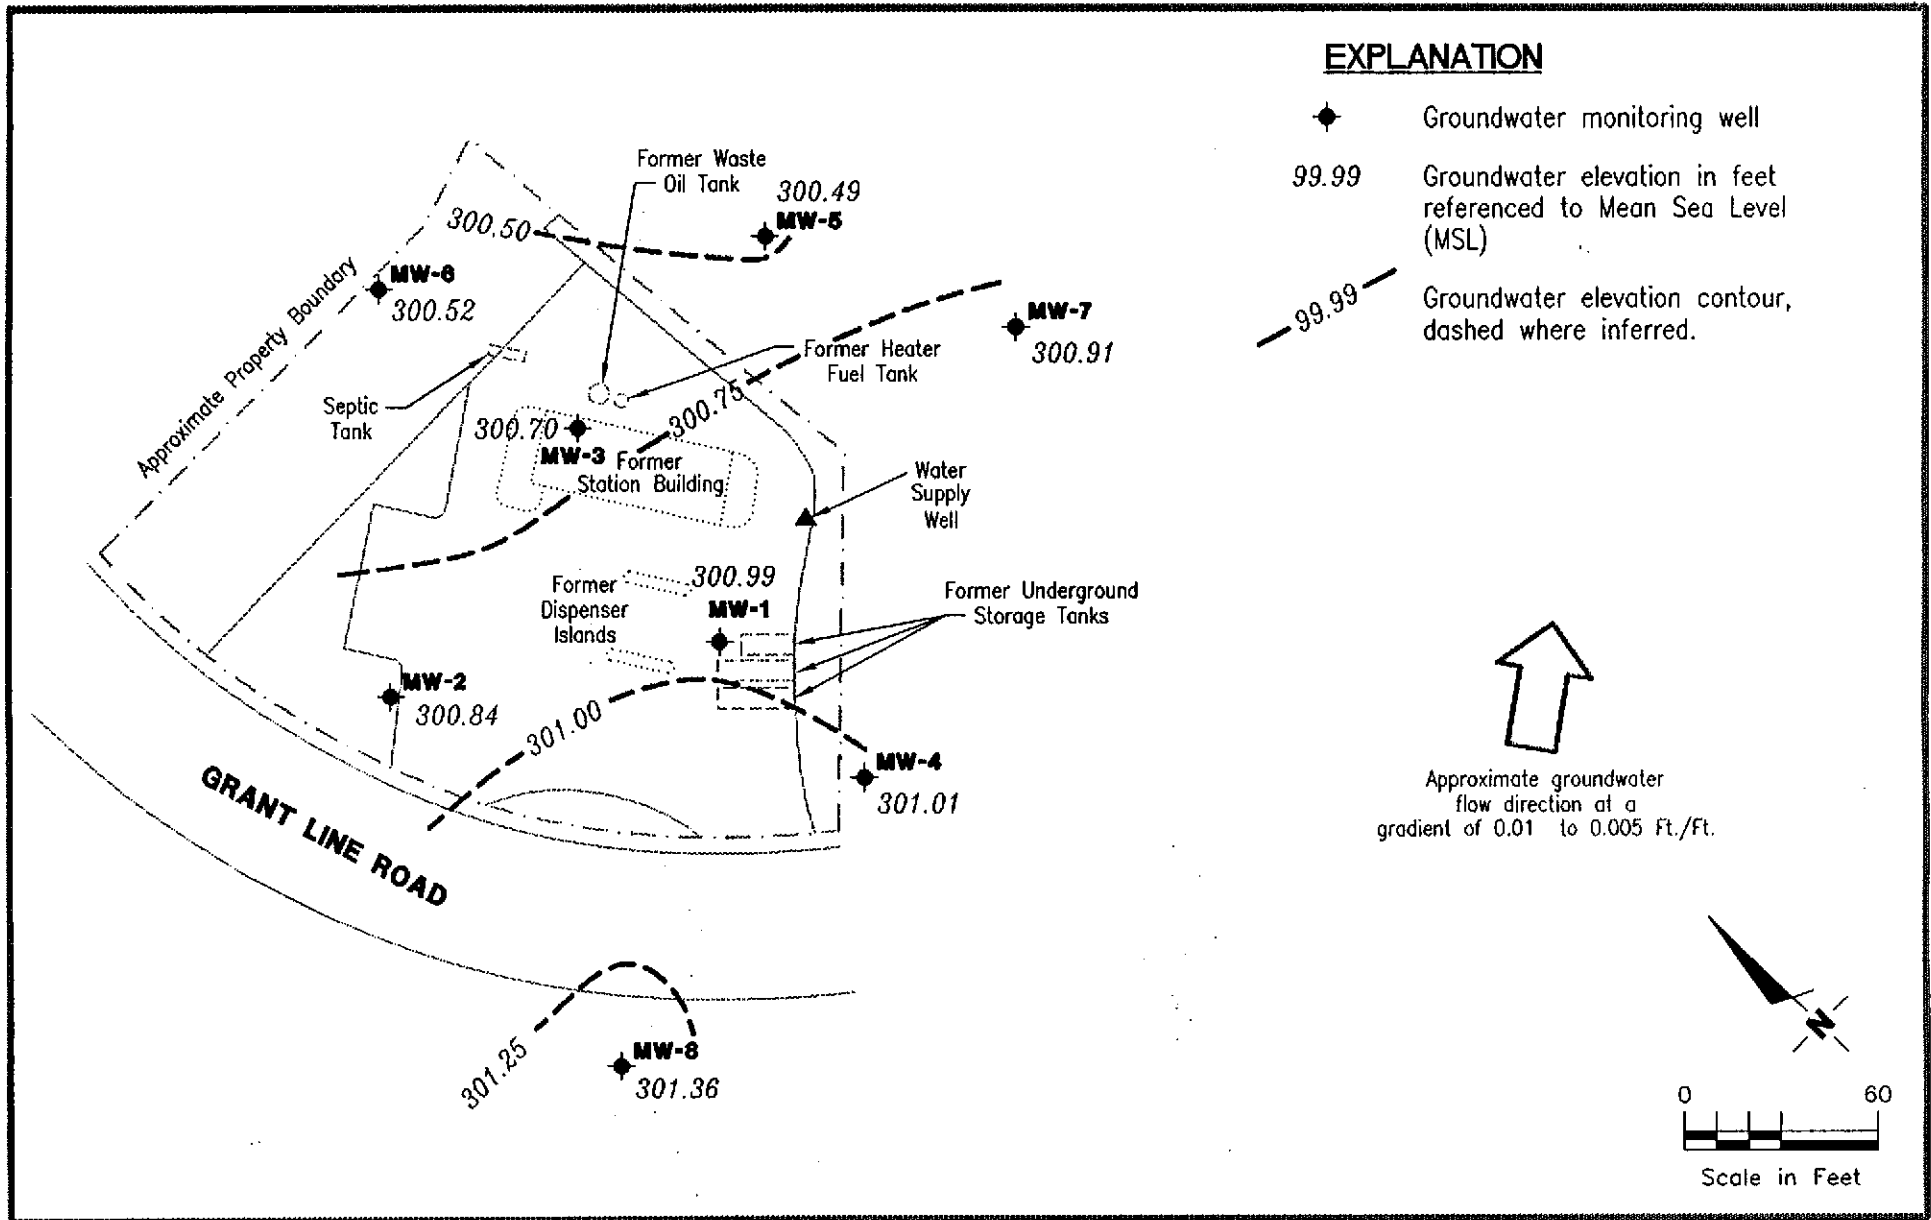 EXPLANATION
Groundwater monitoring well
99.99
Groundwater elevation in feet
referenced to Mean Sea Level
(MSL)
99.99
Groundwater elevation contour,
dashed where inferred.
Former Waste
Oil Tank
300.49
MW-5
300.50
MW-6
300.52
Approximate Property Boundary
MW-7
300.91
Former Heater
Fuel Tank
300.75
Septic
Tank
300.70
MW-3
Former
Station Building
Water
Supply
Well
300.99
MW-1
Former
Dispenser
Islands
Former Underground
Storage Tanks
MW-2
300.84
301.00
MW-4
301.01
GRANT LINE ROAD
301.25
MW-8
301.36
Approximate groundwater
flow direction at a
gradient of 0.01 to 0.005 Ft./Ft.
N
0 60
Scale in Feet